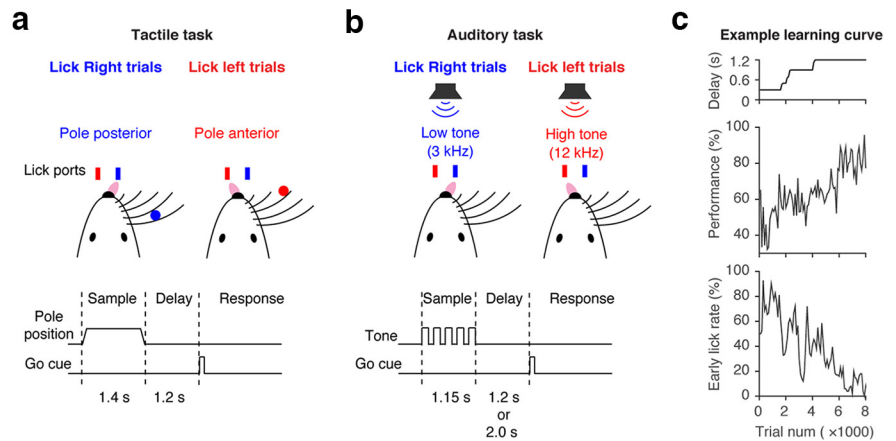 a
Tactile task
Lick Right trials
Lick left trials
Pole posterior
Pole anterior
Lick ports
Sample
Delay
Response
Pole
position
Go cue
1.4 s
1.2 s
b
Auditory task
Lick Right trials
Lick left trials
Low tone
(3 kHz)
High tone
(12 kHz)
Sample
Delay
Response
Tone
Go cue
1.15 s
1.2 s
or
2.0 s
c
Example learning curve
Delay (s)
1.2
0.6
0
Performance (%)
100
80
60
40
Early lick rate (%)
100
80
60
40
20
0
0 2 4 6 8
Trial num ( ×1000)